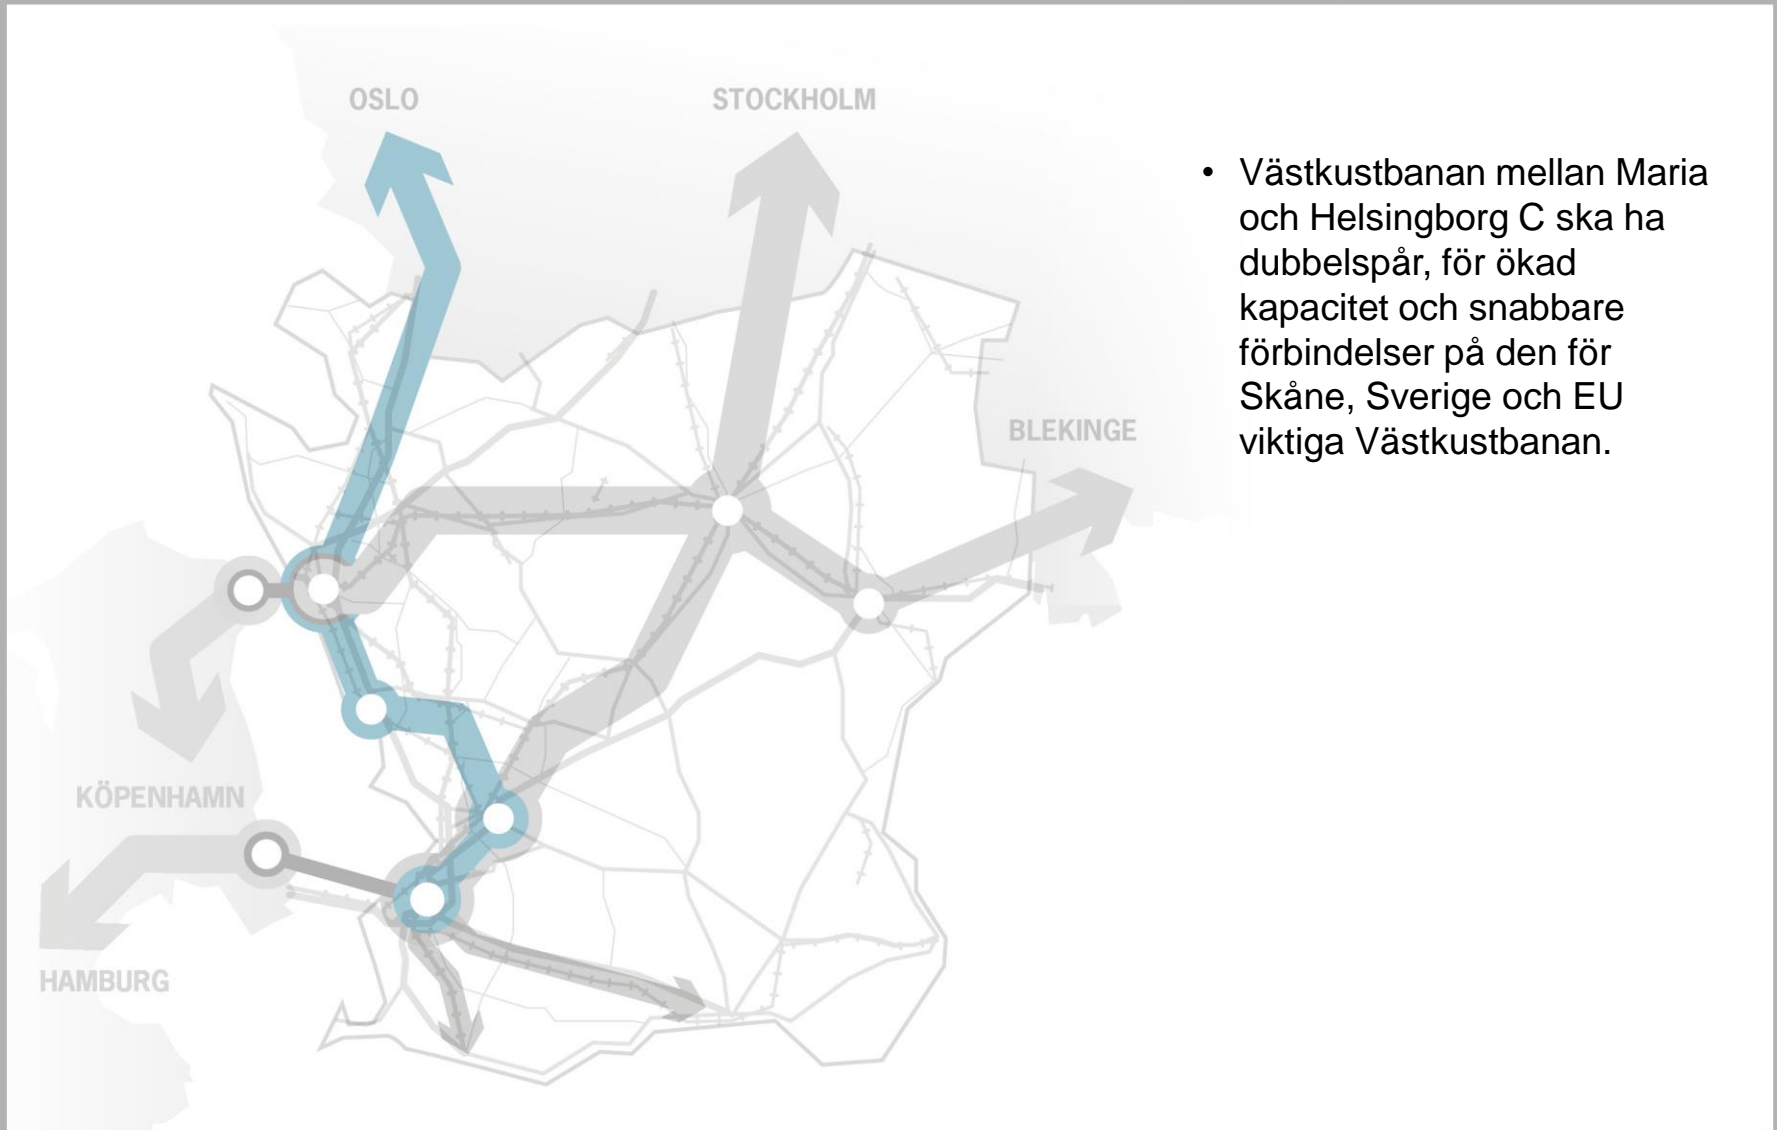 OSLO
STOCKHOLM
• Västkustbanan mellan Maria
och Helsingborg C ska ha
dubbelspår, för ökad
kapacitet och snabbare
förbindelser på den för
Skåne, Sverige och EU
viktiga Västkustbanan.
BLEKINGE
KÖPENHAMN
HAMBURG